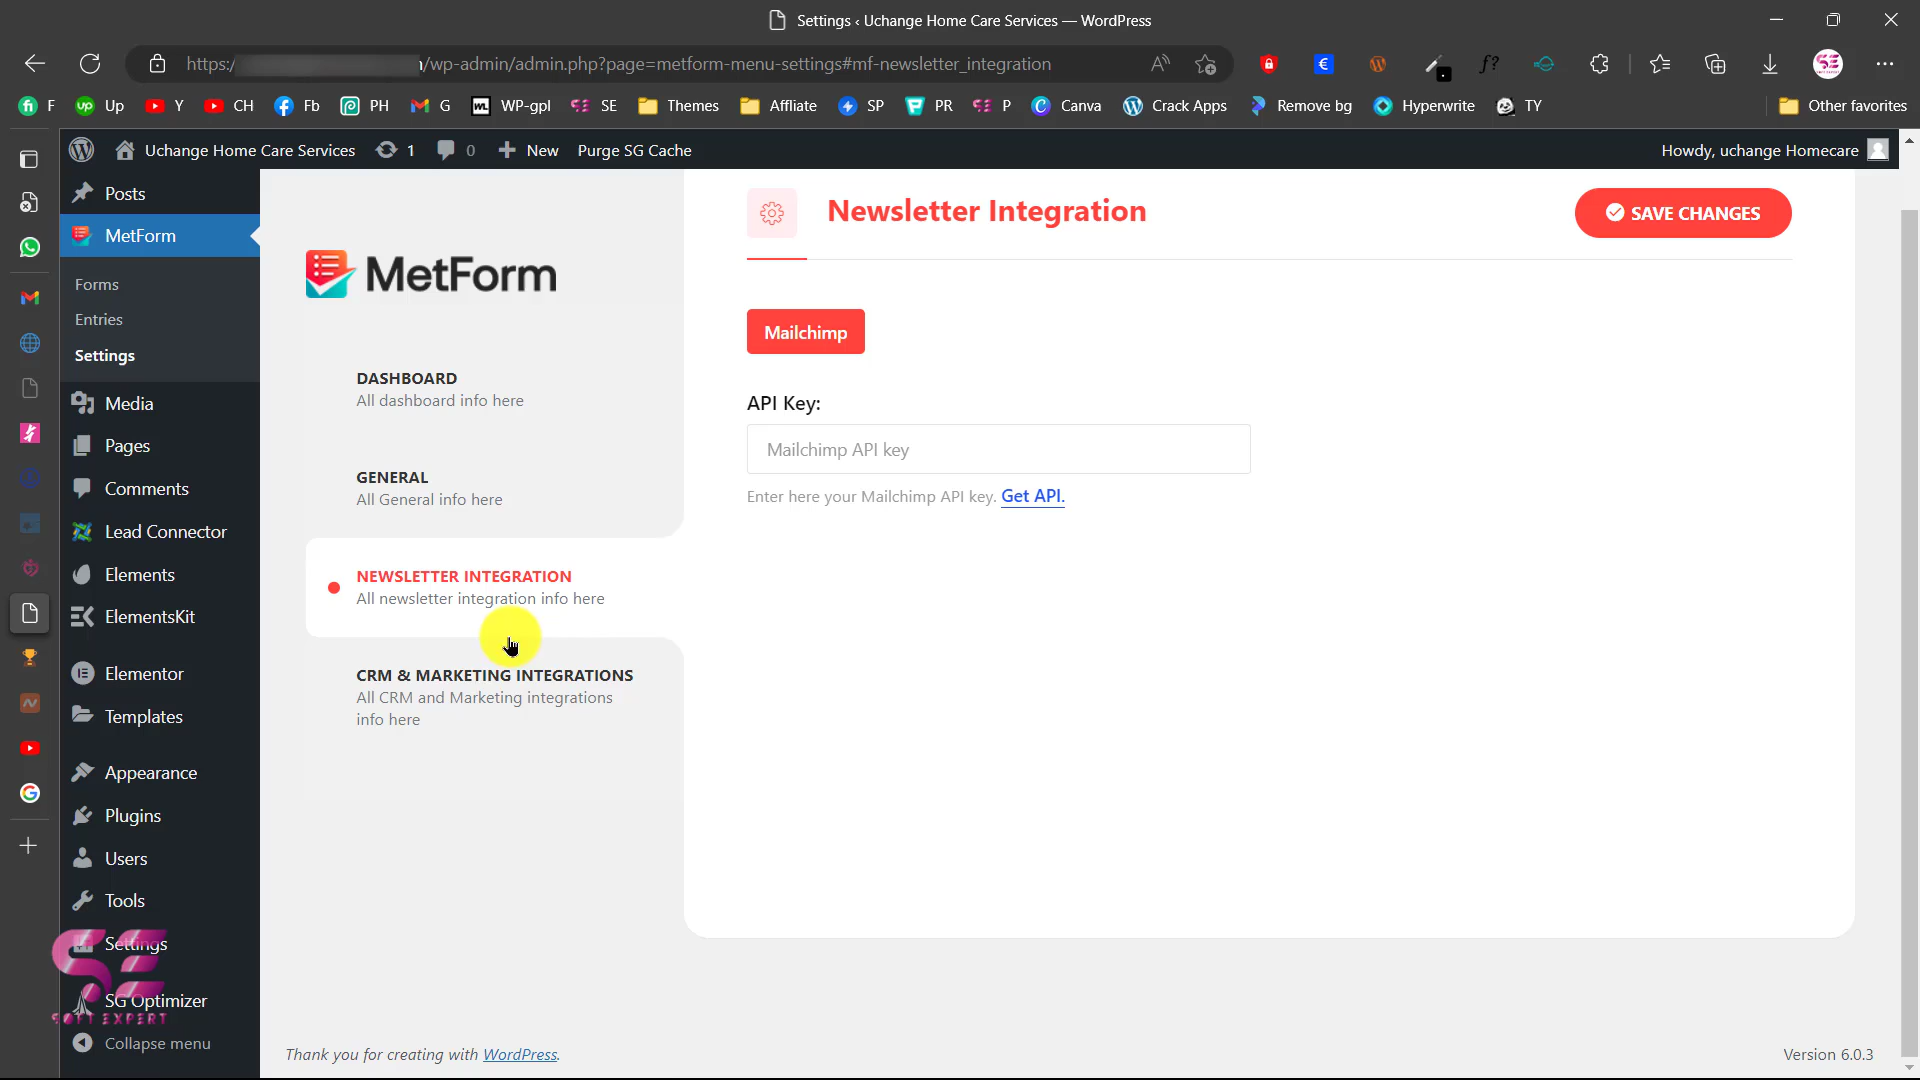 Settings ‹ Uchange Home Care Services — WordPress
https:/
/wp-admin/admin.php?page=metform-menu-settings#mf-newsletter_integration
F Up Y CH Fb PH G WP-gpl SE Themes Affliate SP PR P Canva Crack Apps Remove bg Hyperwrite TY Other favorites
Uchange Home Care Services 1 0 New Purge SG Cache Howdy, uchange Homecare
Posts
MetForm
Forms
Entries
Settings
Media
Pages
Comments
Lead Connector
Elements
ElementsKit
Elementor
Templates
Appearance
Plugins
Users
Tools
Settings
SG Optimizer
SOFT EXPERT
Collapse menu
MetForm
DASHBOARD
All dashboard info here
GENERAL
All General info here
NEWSLETTER INTEGRATION
All newsletter integration info here
CRM & MARKETING INTEGRATIONS
All CRM and Marketing integrations
info here
Newsletter Integration
SAVE CHANGES
Mailchimp
API Key:
Mailchimp API key
Enter here your Mailchimp API key. Get API.
Thank you for creating with WordPress.
Version 6.0.3